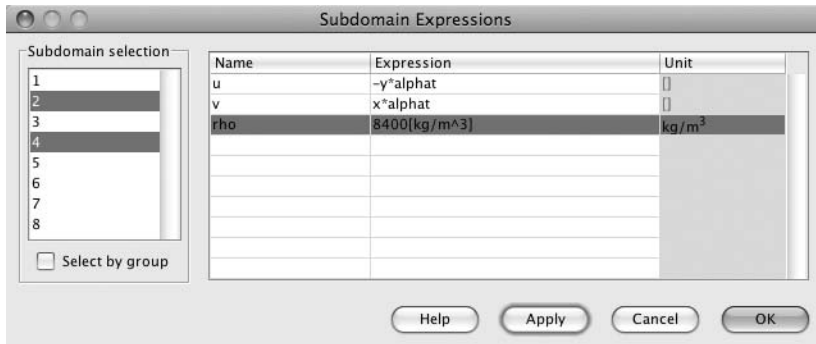 Subdomain Expressions
Subdomain selection
1
2
3
4
5
6
7
8
Select by group
Name Expression Unit
u -y*alphat []
v x*alphat []
rho 8400[kg/m^3] kg/m³
Help Apply Cancel OK